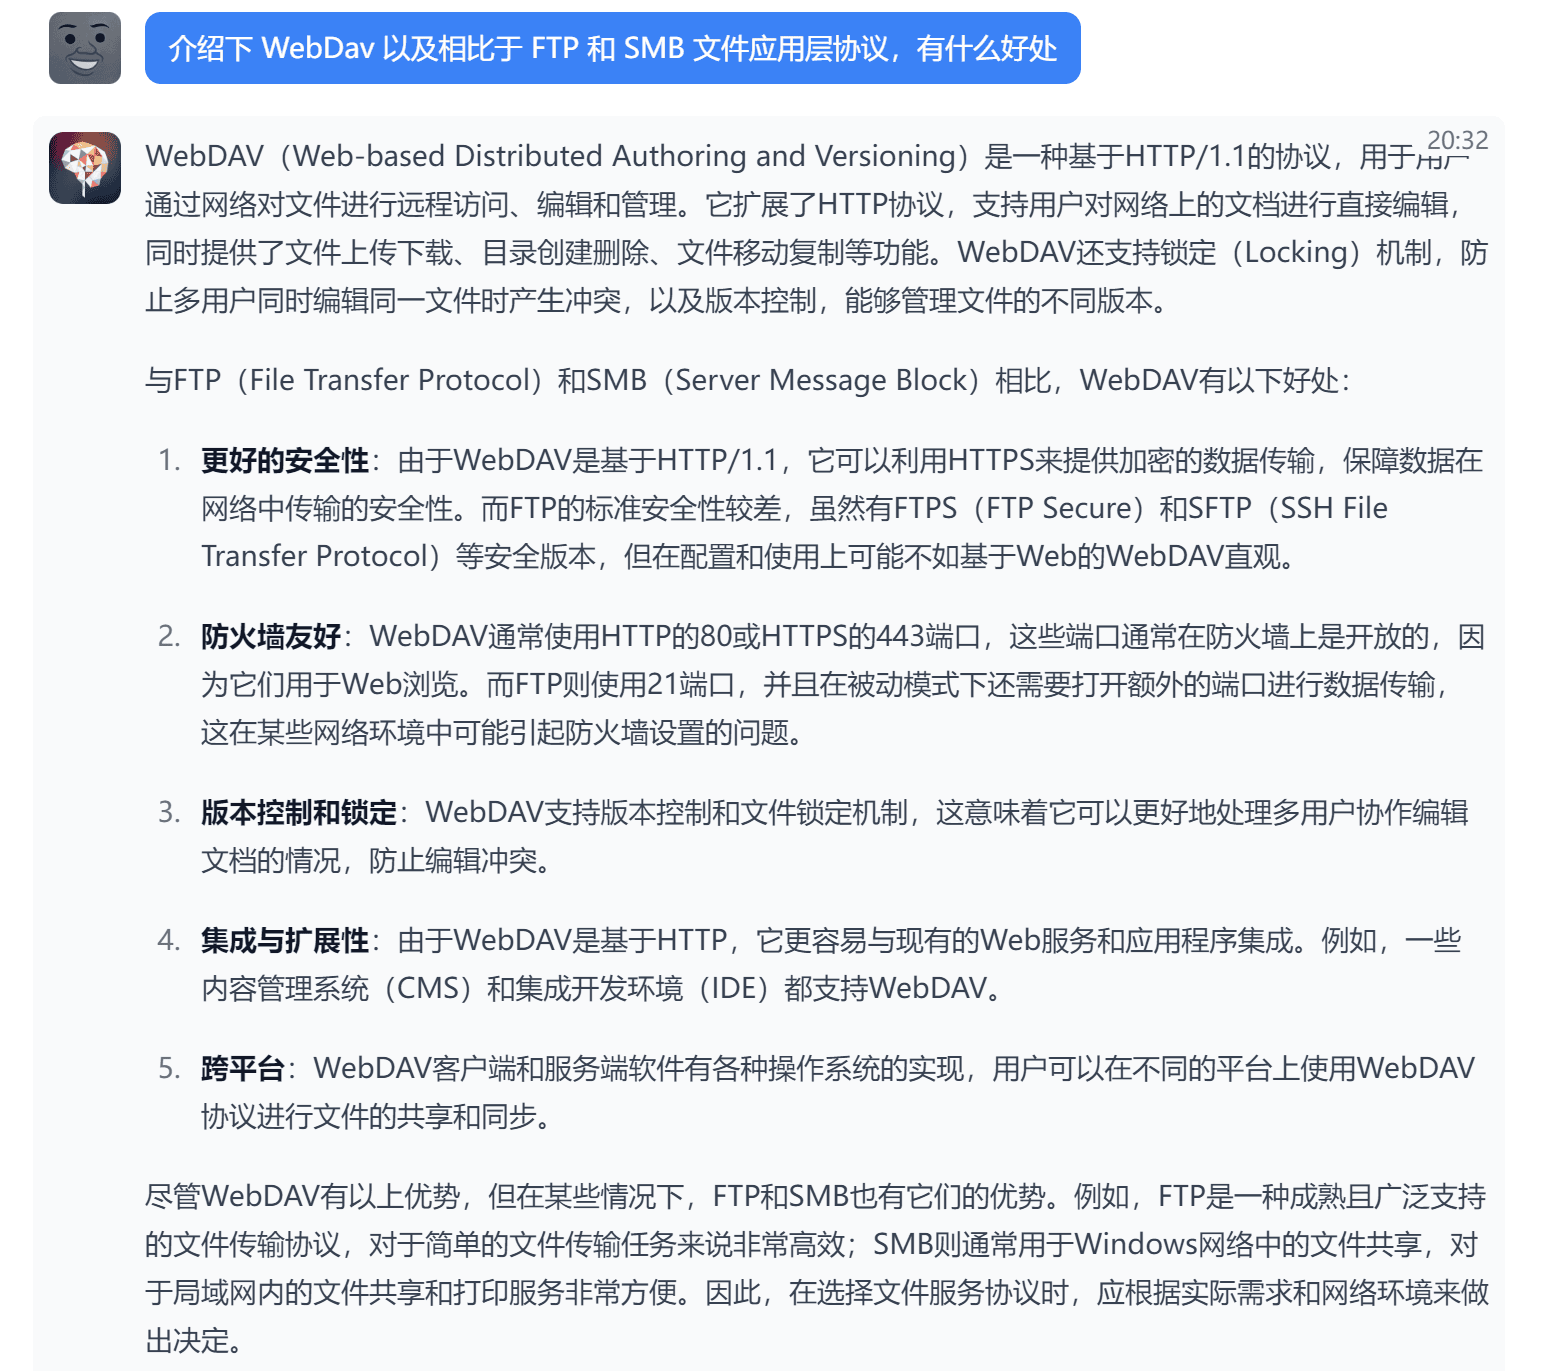 介绍下 WebDav 以及相比于 FTP 和 SMB 文件应用层协议，有什么好处
20:32
WebDAV（Web-based Distributed Authoring and Versioning）是一种基于HTTP/1.1的协议，用于用户
通过网络对文件进行远程访问、编辑和管理。它扩展了HTTP协议，支持用户对网络上的文档进行直接编辑，
同时提供了文件上传下载、目录创建删除、文件移动复制等功能。WebDAV还支持锁定（Locking）机制，防
止多用户同时编辑同一文件时产生冲突，以及版本控制，能够管理文件的不同版本。
与FTP（File Transfer Protocol）和SMB（Server Message Block）相比，WebDAV有以下好处：
1. 更好的安全性：由于WebDAV是基于HTTP/1.1，它可以利用HTTPS来提供加密的数据传输，保障数据在
网络中传输的安全性。而FTP的标准安全性较差，虽然有FTPS（FTP Secure）和SFTP（SSH File
Transfer Protocol）等安全版本，但在配置和使用上可能不如基于Web的WebDAV直观。
2. 防火墙友好：WebDAV通常使用HTTP的80或HTTPS的443端口，这些端口通常在防火墙上是开放的，因
为它们用于Web浏览。而FTP则使用21端口，并且在被动模式下还需要打开额外的端口进行数据传输，
这在某些网络环境中可能引起防火墙设置的问题。
3. 版本控制和锁定：WebDAV支持版本控制和文件锁定机制，这意味着它可以更好地处理多用户协作编辑
文档的情况，防止编辑冲突。
4. 集成与扩展性：由于WebDAV是基于HTTP，它更容易与现有的Web服务和应用程序集成。例如，一些
内容管理系统（CMS）和集成开发环境（IDE）都支持WebDAV。
5. 跨平台：WebDAV客户端和服务端软件有各种操作系统的实现，用户可以在不同的平台上使用WebDAV
协议进行文件的共享和同步。
尽管WebDAV有以上优势，但在某些情况下，FTP和SMB也有它们的优势。例如，FTP是一种成熟且广泛支持
的文件传输协议，对于简单的文件传输任务来说非常高效；SMB则通常用于Windows网络中的文件共享，对
于局域网内的文件共享和打印服务非常方便。因此，在选择文件服务协议时，应根据实际需求和网络环境来做
出决定。